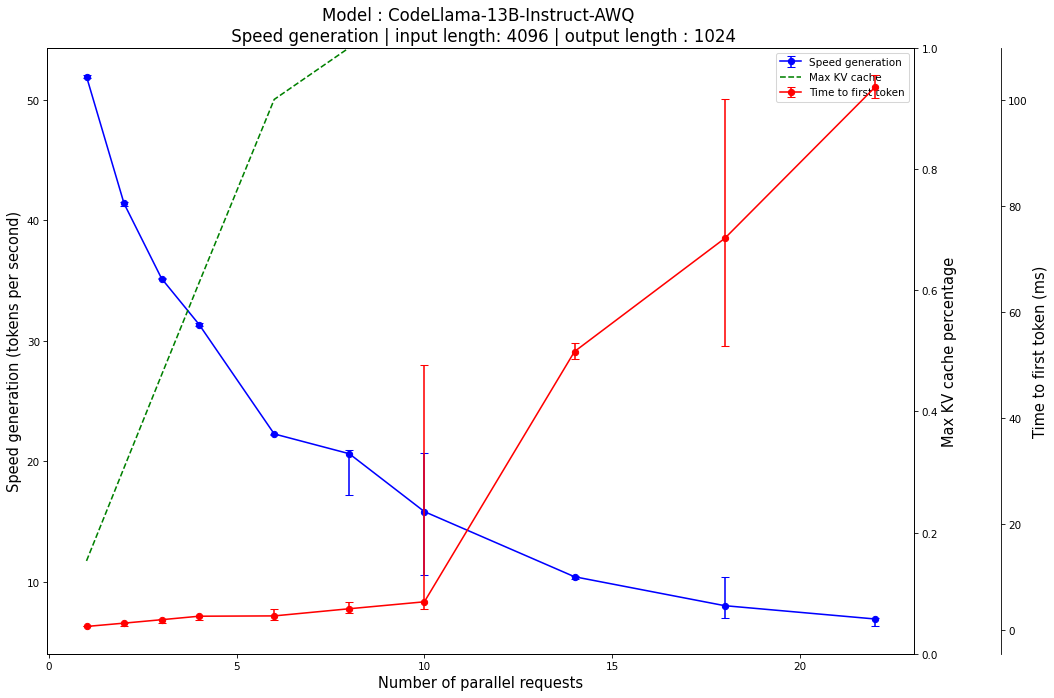 Model : CodeLlama-13B-Instruct-AWQ
Speed generation | input length: 4096 | output length : 1024
Speed generation
Max KV cache
Time to first token
Speed generation (tokens per second)
50
40
30
20
10
0
5
10
15
20
Number of parallel requests
1.0
0.8
0.6
0.4
0.2
0.0
Max KV cache percentage
100
80
60
40
20
0
Time to first token (ms)